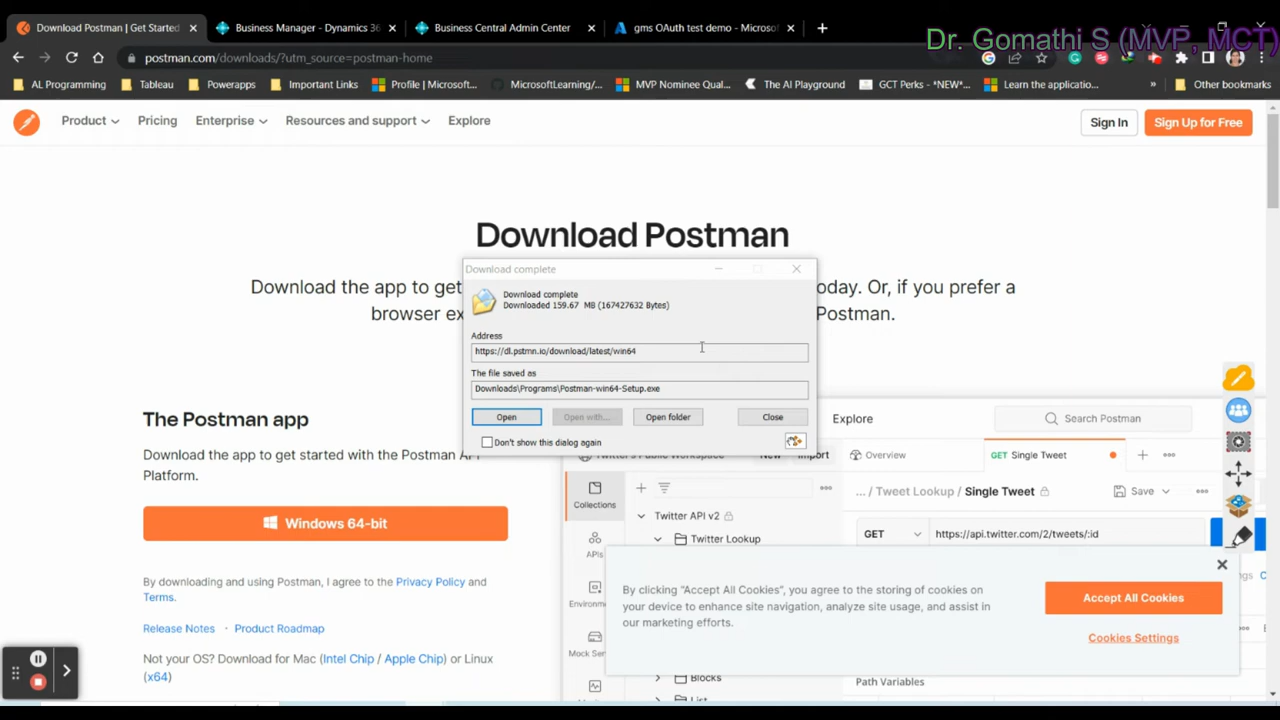 Download Postman | Get Started
Business Manager - Dynamics 36
Business Central Admin Center
gms OAuth test demo - Microsof
Dr. Gomathi S (MVP, MCT)
postman.com/downloads/?utm_source=postman-home
AL Programming
Tableau
Powerapps
Important Links
Profile | Microsoft...
MicrosoftLearning/...
MVP Nominee Qual...
The AI Playground
GCT Perks - *NEW*...
Learn the applicatio...
»
Other bookmarks
Product
Pricing
Enterprise
Resources and support
Explore
Sign In
Sign Up for Free
Download Postman
Download the app to get
oday. Or, if you prefer a
browser ex
Postman.
Download complete
Download complete
Downloaded 159.67 MB (167427632 Bytes)
Address
https://dl.pstmn.io/download/latest/win64
The file saved as
Downloads\Programs\Postman-win64-Setup.exe
Open
Open with...
Open folder
Close
Don't show this dialog again
The Postman app
Download the app to get started with the Postman API
Platform.
Windows 64-bit
By downloading and using Postman, I agree to the Privacy Policy and
Terms.
Release Notes · Product Roadmap
Not your OS? Download for Mac (Intel Chip / Apple Chip) or Linux
(x64)
Explore
Search Postman
New
Import
Overview
GET Single Tweet
Collections
... / Tweet Lookup / Single Tweet
Save
Twitter API v2
Twitter Lookup
GET
https://api.twitter.com/2/tweets/:id
APIs
By clicking “Accept All Cookies”, you agree to the storing of cookies on
your device to enhance site navigation, analyze site usage, and assist in
our marketing efforts.
Accept All Cookies
Cookies Settings
Environm
Mock Ser
Blocks
List
Path Variables